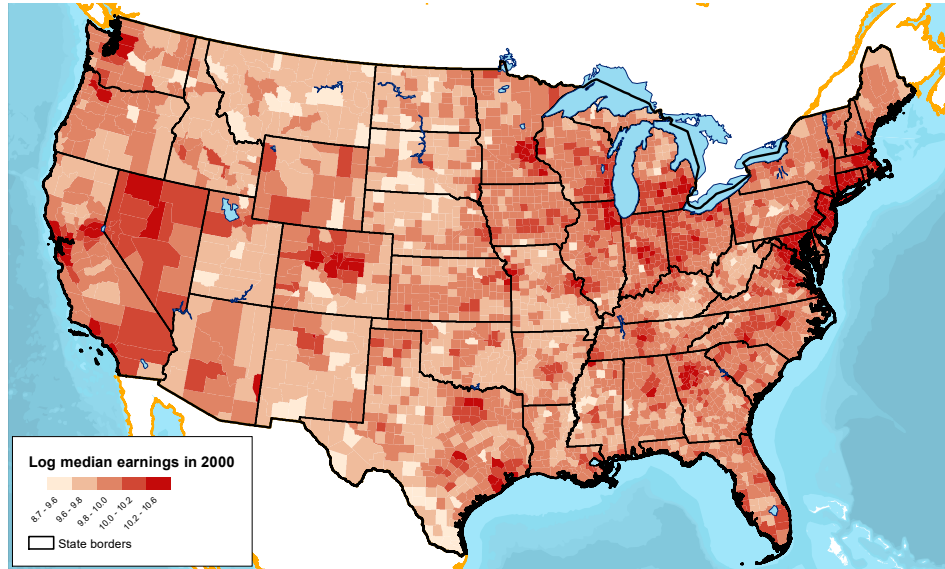 Log median earnings in 2000
8.7 - 9.6
9.6 - 9.8
9.8 - 10.0
10.0 - 10.2
10.2 - 10.6
State borders